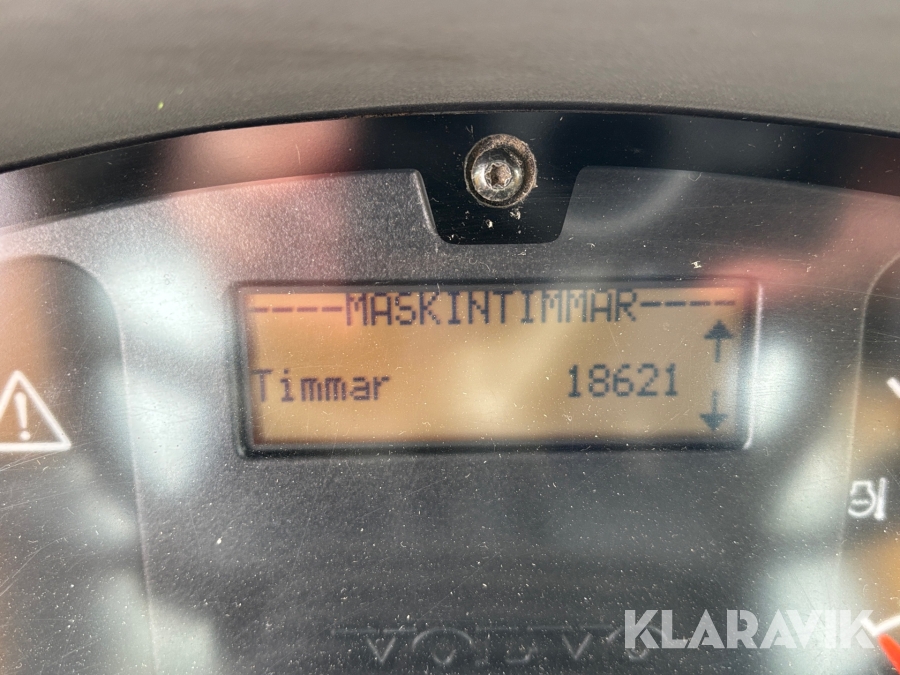 ----MASKINTIMMAR----
Timmar 18621
KLARAVIK